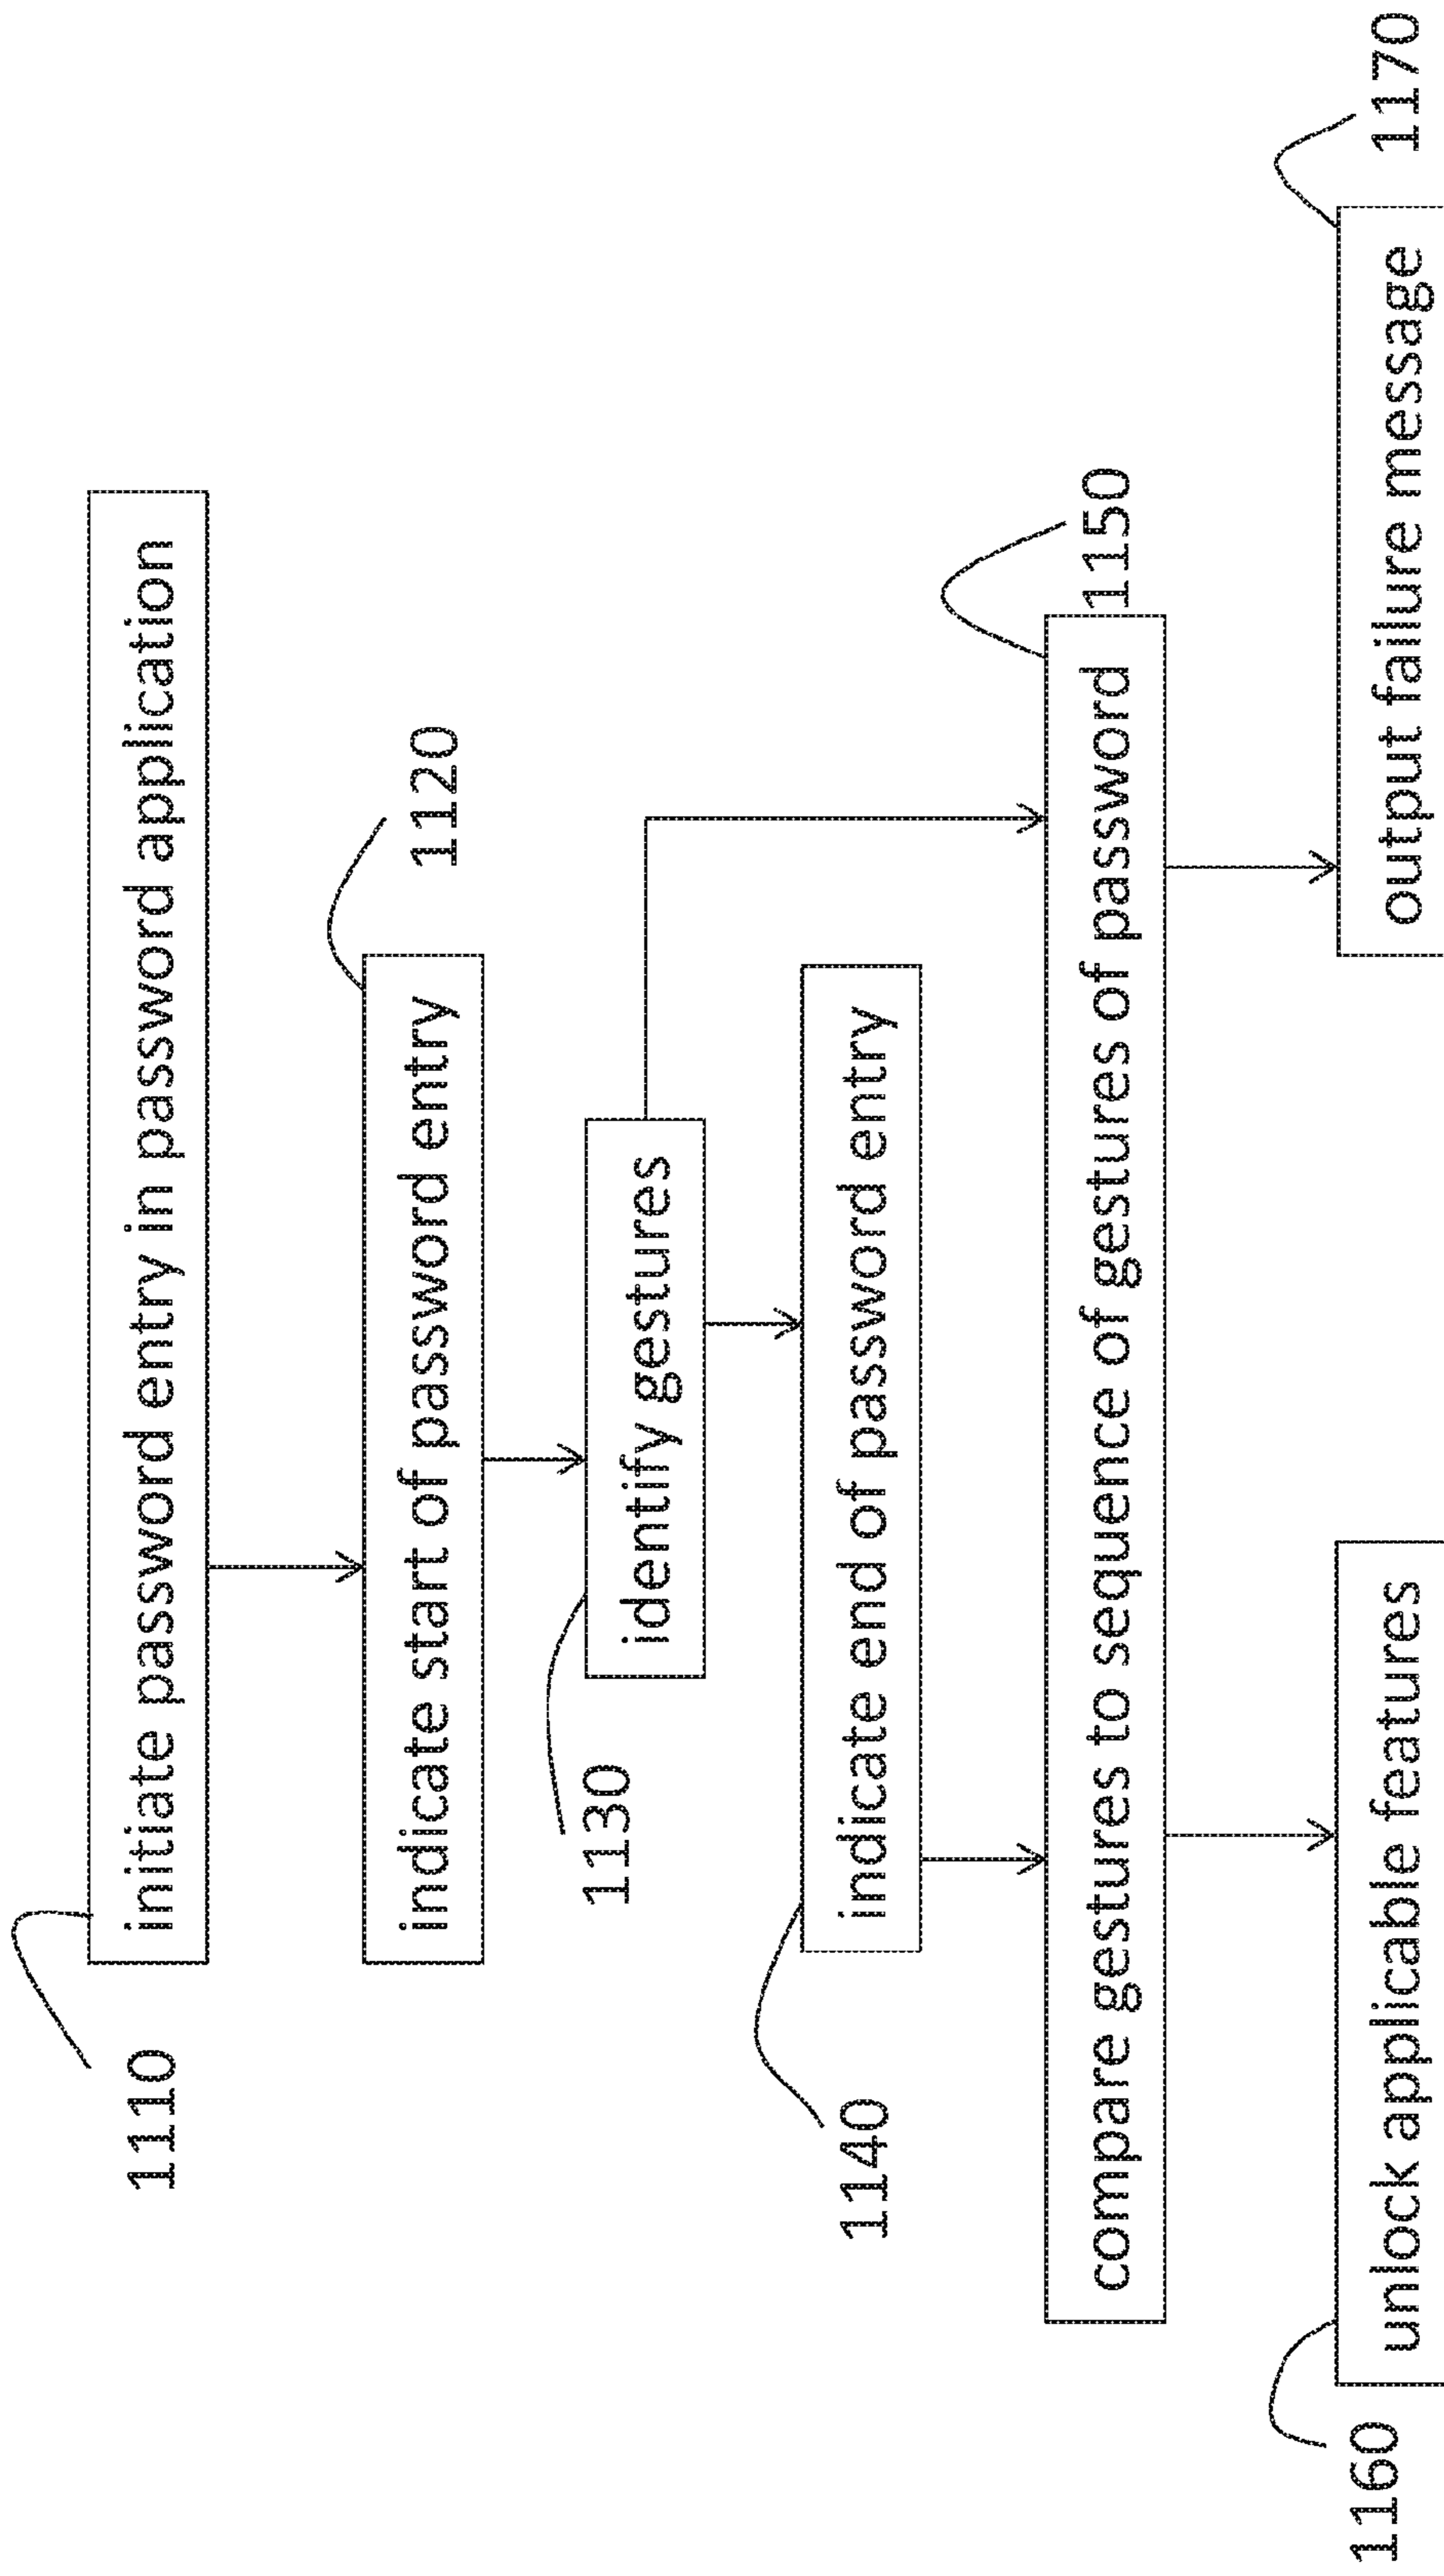 1110
initiate password entry in password application
indicate start of password entry
1120
1130
identify gestures
1140
indicate end of password entry
compare gestures to sequence of gestures of password
1150
1160
unlock applicable features
output failure message
1170